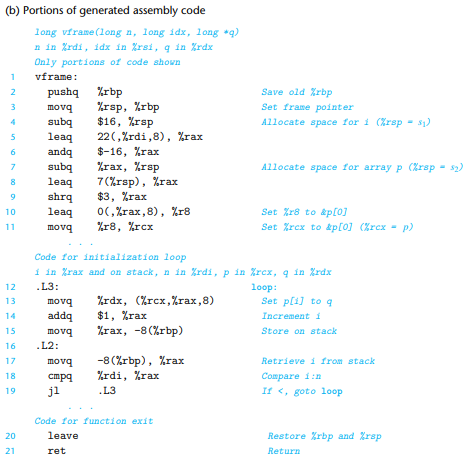 (b) Portions of generated assembly code
long vframe(long n, long idx, long *q)
n in %rdi, idx in %rsi, q in %rdx
Only portions of code shown
1 vframe:
2 pushq %rbp Save old %rbp
3 movq %rsp, %rbp Set frame pointer
4 subq $16, %rsp Allocate space for i (%rsp = s₁)
5 leaq 22(,%rdi,8), %rax
6 andq $-16, %rax
7 subq %rax, %rsp Allocate space for array p (%rsp = s₂)
8 leaq 7(%rsp), %rax
9 shrq $3, %rax
10 leaq 0(,%rax,8), %r8 Set %r8 to &p[0]
11 movq %r8, %rcx Set %rcx to &p[0] (%rcx = p)
. . .
Code for initialization loop
i in %rax and on stack, n in %rdi, p in %rcx, q in %rdx
12 .L3: loop:
13 movq %rdx, (%rcx,%rax,8) Set p[i] to q
14 addq $1, %rax Increment i
15 movq %rax, -8(%rbp) Store on stack
16 .L2:
17 movq -8(%rbp), %rax Retrieve i from stack
18 cmpq %rdi, %rax Compare i:n
19 jl .L3 If <, goto loop
. . .
Code for function exit
20 leave Restore %rbp and %rsp
21 ret Return